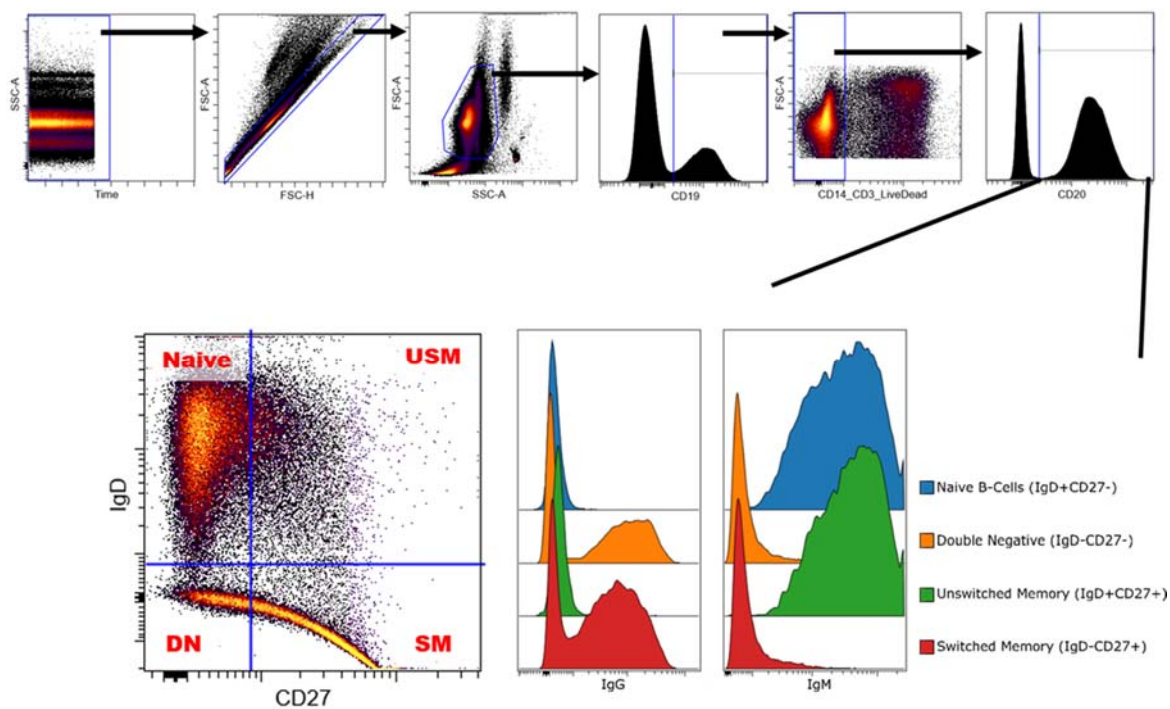 SSC-A
Time
FSC-A
FSC-H
FSC-A
SSC-A
CD19
FSC-A
CD14_CD3_LiveDead
SSC-A
CD20
Naive
USM
DN
SM
IgD
CD27
IgG
IgM
Naive B-Cells (IgD+CD27-)
Double Negative (IgD-CD27-)
Unswitched Memory (IgD+CD27+)
Switched Memory (IgD-CD27+)